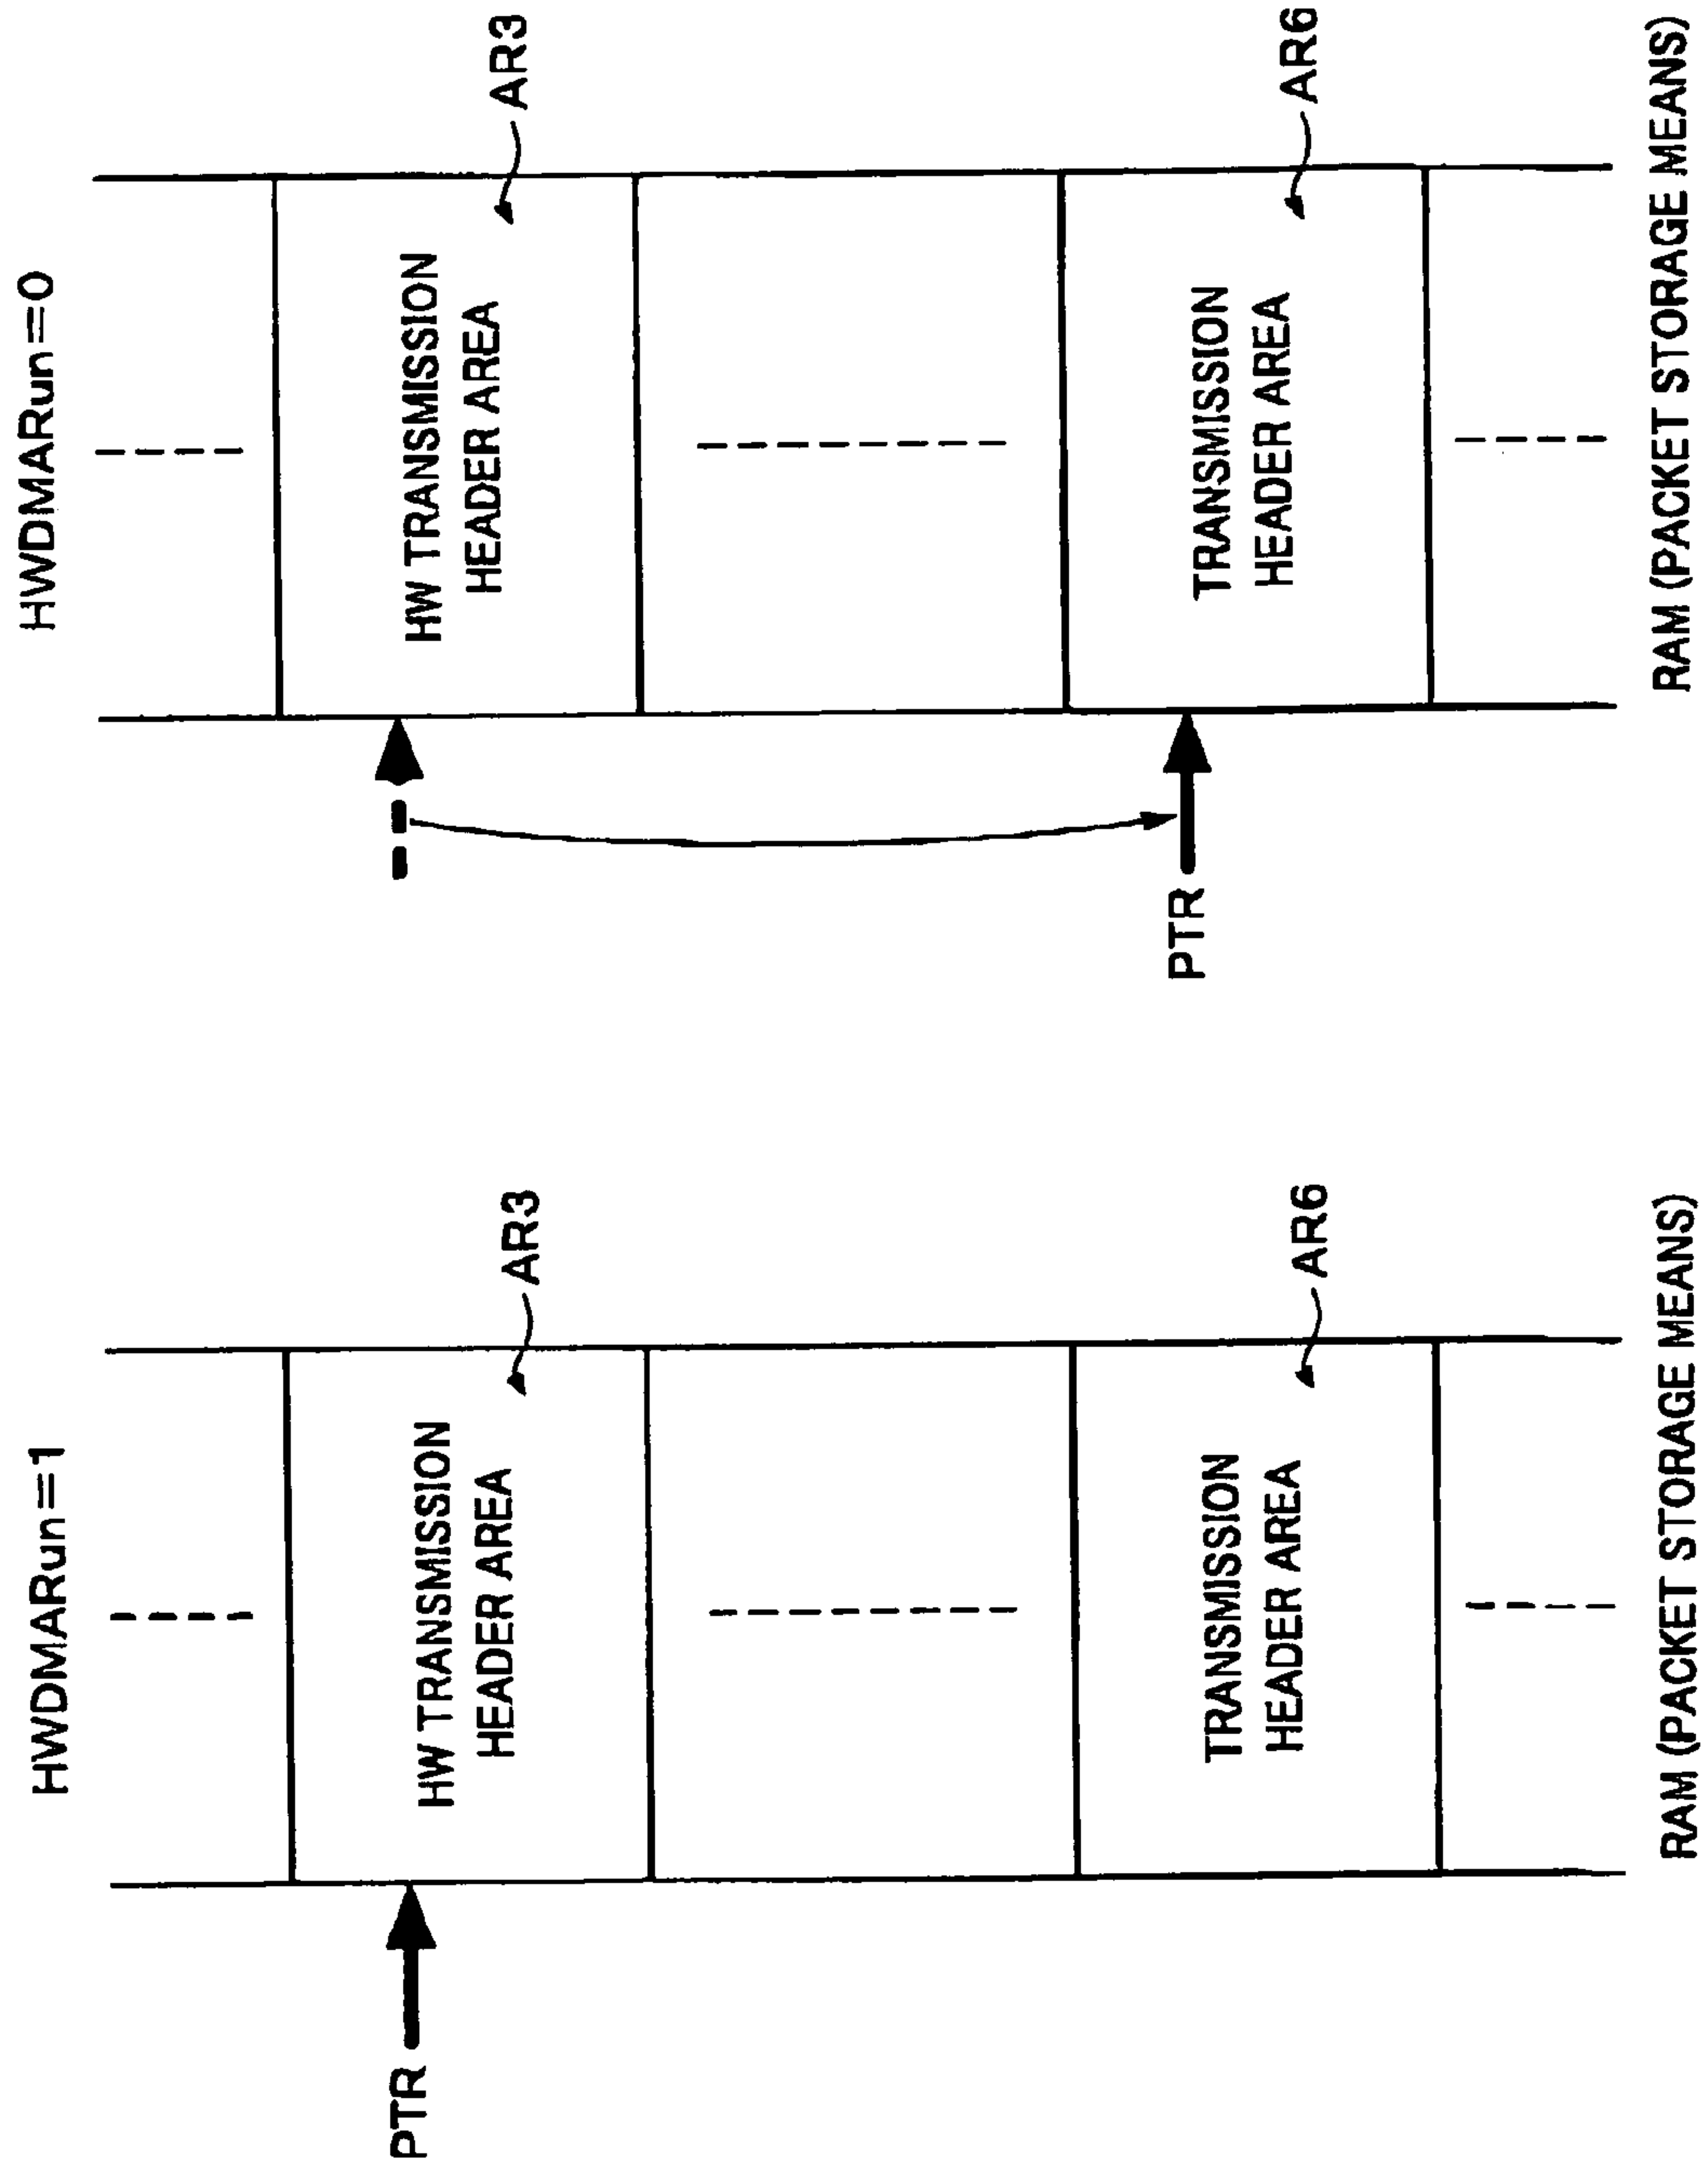 HWDMARun=1
PTR
HW TRANSMISSION
HEADER AREA
AR3
TRANSMISSION
HEADER AREA
AR6
RAM (PACKET STORAGE MEANS)
HWDMARun=0
HW TRANSMISSION
HEADER AREA
AR3
PTR
TRANSMISSION
HEADER AREA
AR6
RAM (PACKET STORAGE MEANS)